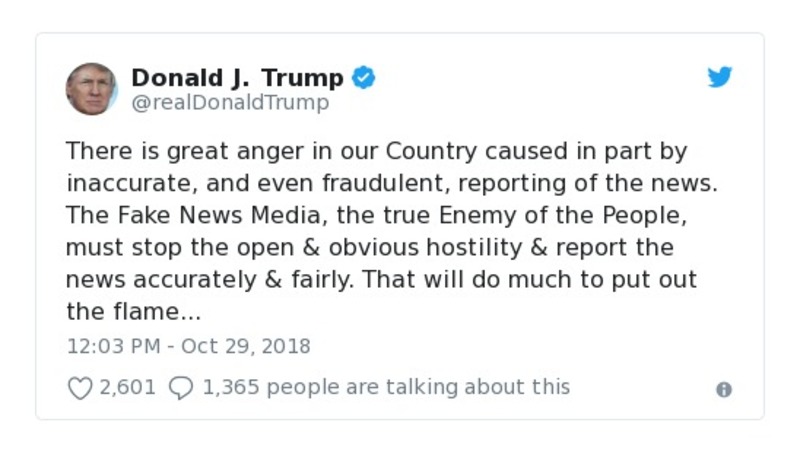 Donald J. Trump
@realDonaldTrump
There is great anger in our Country caused in part by
inaccurate, and even fraudulent, reporting of the news.
The Fake News Media, the true Enemy of the People,
must stop the open & obvious hostility & report the
news accurately & fairly. That will do much to put out
the flame...
12:03 PM - Oct 29, 2018
2,601 1,365 people are talking about this